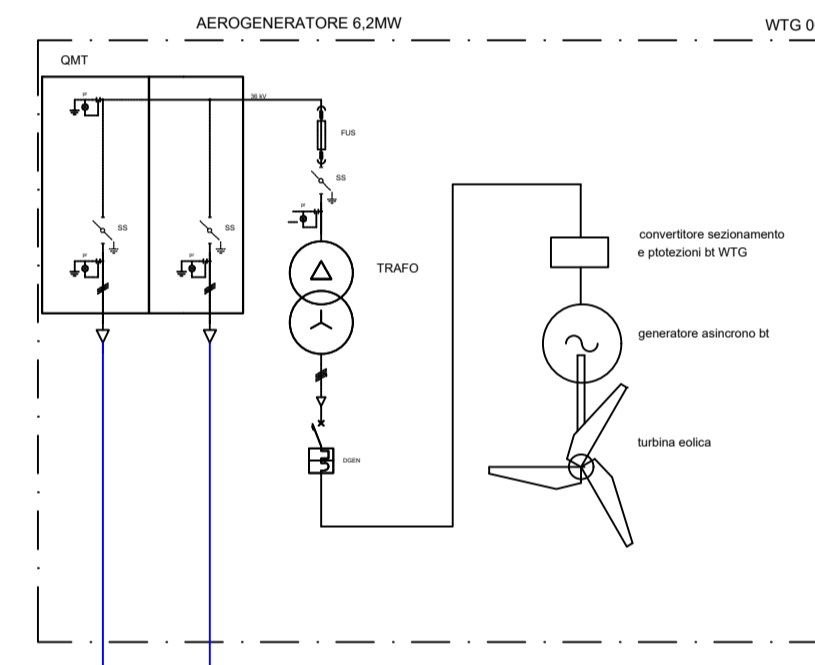 AEROGENERATORE 6,2MW
WTG 0
QMT
36 kV
FUS
SS
SS
SS
TRAFO
convertitore sezionamento
e ptotezioni bt WTG
generatore asincrono bt
turbina eolica
DGEN